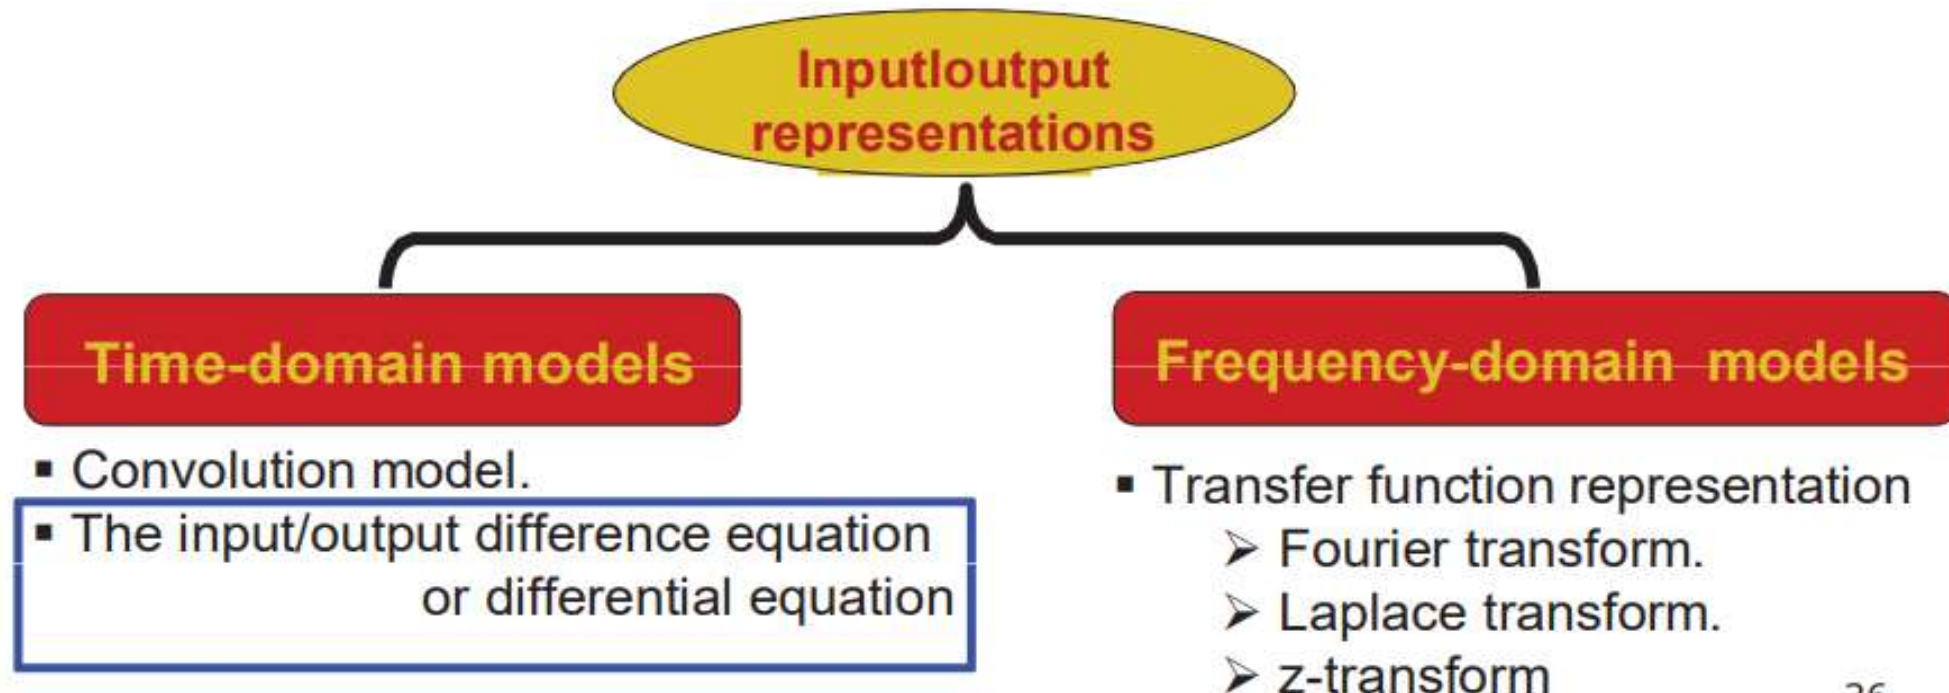 Inputloutput
representations
Time-domain models
Frequency-domain models
▪ Convolution model.
▪ The input/output difference equation
or differential equation
▪ Transfer function representation
➢ Fourier transform.
➢ Laplace transform.
➢ z-transform